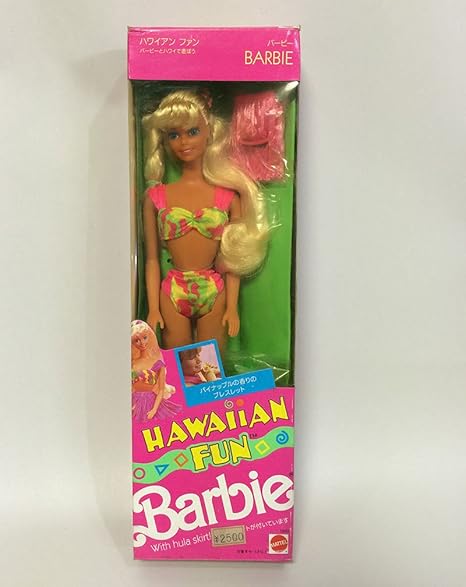 ハワイアン ファン
バービーとハワイで遊ぼう
バービー
BARBIE
パイナップルの香りの
ブレスレット
HAWAIIAN
FUN™
Barbie
With hula skirt!
トが付いています
¥2500
MATTEL